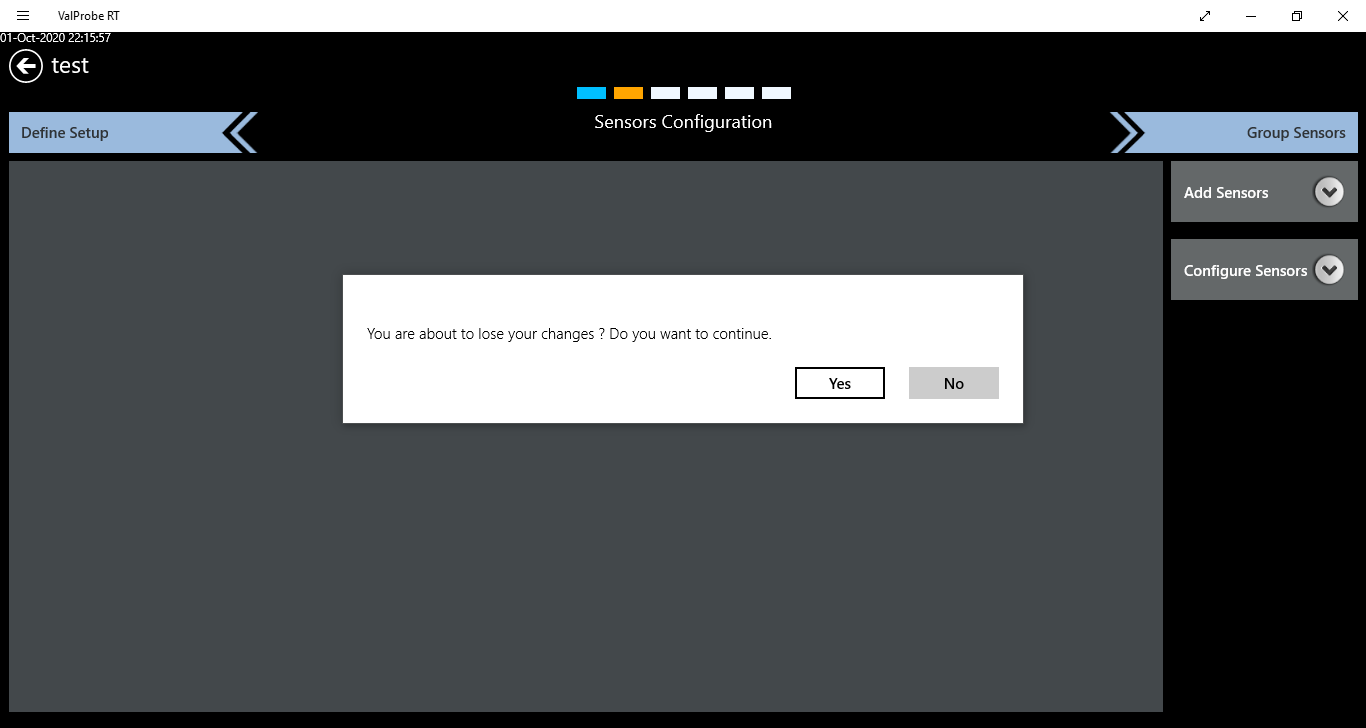 ValProbe RT
01-Oct-2020 22:15:57
test
Sensors Configuration
Define Setup
Group Sensors
Add Sensors
Configure Sensors
You are about to lose your changes ? Do you want to continue.
Yes
No